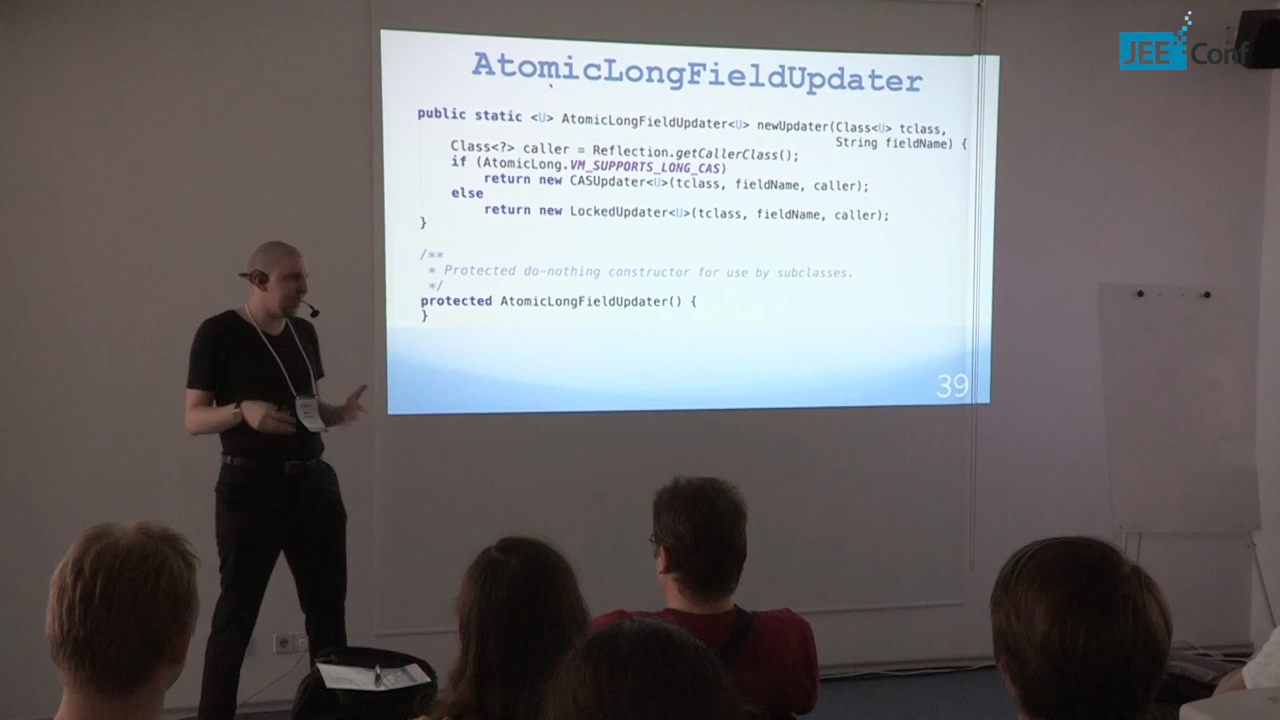 JEE Conf
AtomicLongFieldUpdater
public static <U> AtomicLongFieldUpdater<U> newUpdater(Class<U> tclass,
String fieldName) {
Class<?> caller = Reflection.getCallerClass();
if (AtomicLong.VM_SUPPORTS_LONG_CAS)
return new CASUpdater<U>(tclass, fieldName, caller);
else
return new LockedUpdater<U>(tclass, fieldName, caller);
}
/**
* Protected do-nothing constructor for use by subclasses.
*/
protected AtomicLongFieldUpdater() {
}
39